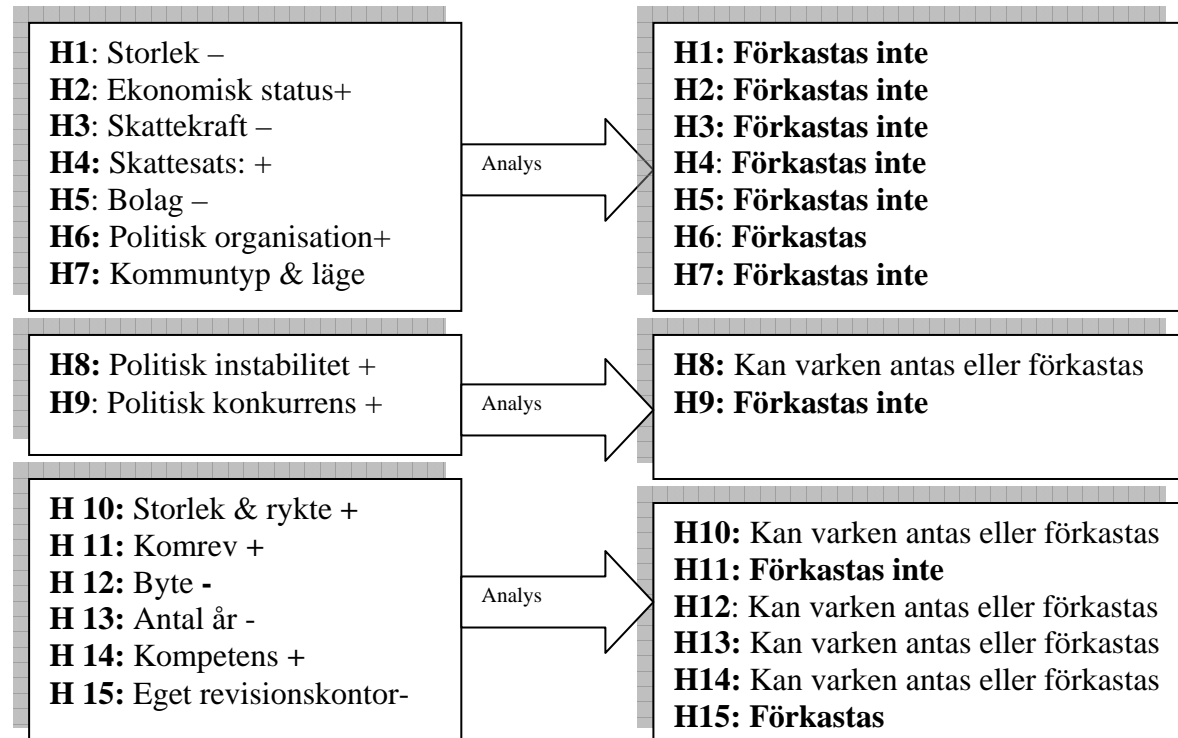 H1: Storlek –
H2: Ekonomisk status+
H3: Skattekraft –
H4: Skattesats: +
H5: Bolag –
H6: Politisk organisation+
H7: Kommuntyp & läge
Analys
H1: Förkastas inte
H2: Förkastas inte
H3: Förkastas inte
H4: Förkastas inte
H5: Förkastas inte
H6: Förkastas
H7: Förkastas inte
H8: Politisk instabilitet +
H9: Politisk konkurrens +
Analys
H8: Kan varken antas eller förkastas
H9: Förkastas inte
H 10: Storlek & rykte +
H 11: Komrev +
H 12: Byte -
H 13: Antal år -
H 14: Kompetens +
H 15: Eget revisionskontor-
Analys
H10: Kan varken antas eller förkastas
H11: Förkastas inte
H12: Kan varken antas eller förkastas
H13: Kan varken antas eller förkastas
H14: Kan varken antas eller förkastas
H15: Förkastas